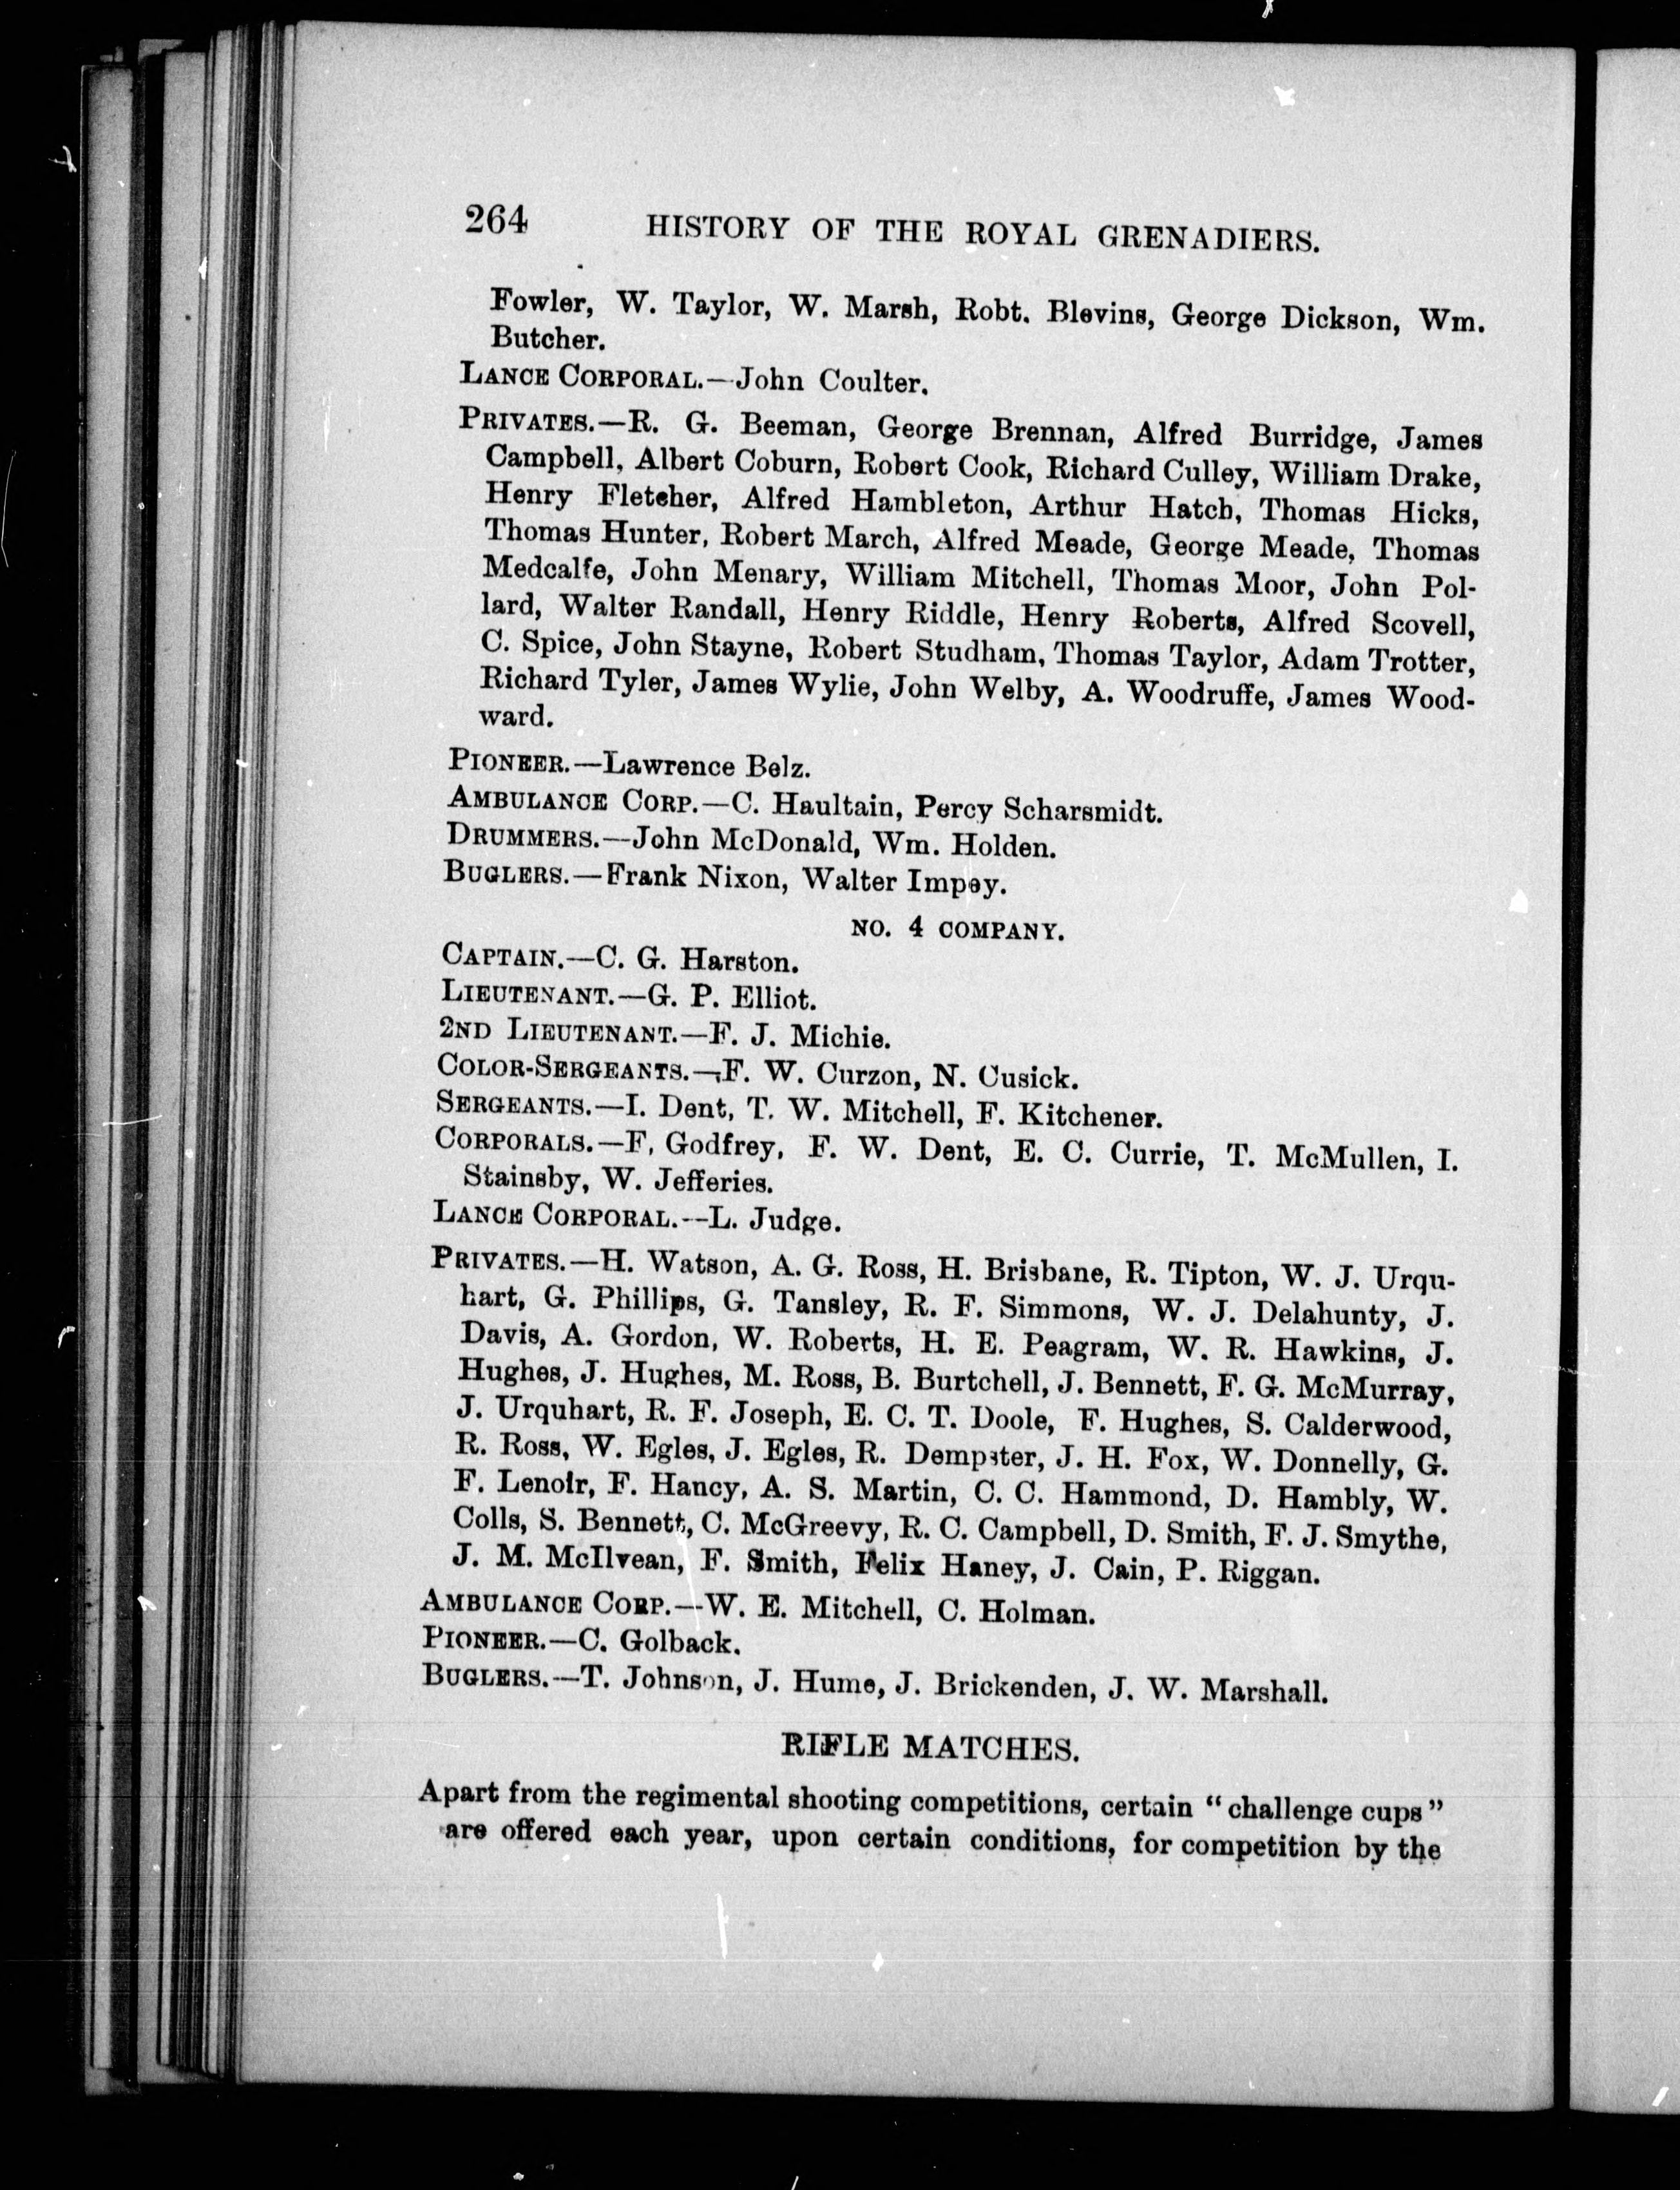 264 HISTORY OF THE ROYAL GRENADIERS.
Fowler, W. Taylor, W. Marsh, Robt. Blevins, George Dickson, Wm.
Butcher.
LANCE CORPORAL.—John Coulter.
PRIVATES.—R. G. Beeman, George Brennan, Alfred Burridge, James
Campbell, Albert Coburn, Robert Cook, Richard Culley, William Drake,
Henry Fletcher, Alfred Hambleton, Arthur Hatch, Thomas Hicks,
Thomas Hunter, Robert March, Alfred Meade, George Meade, Thomas
Medcalfe, John Menary, William Mitchell, Thomas Moor, John Pol-
lard, Walter Randall, Henry Riddle, Henry Roberts, Alfred Scovell,
C. Spice, John Stayne, Robert Studham, Thomas Taylor, Adam Trotter,
Richard Tyler, James Wylie, John Welby, A. Woodruffe, James Wood-
ward.
PIONEER.—Lawrence Belz.
AMBULANCE CORP.—C. Haultain, Percy Scharsmidt.
DRUMMERS.—John McDonald, Wm. Holden.
BUGLERS.—Frank Nixon, Walter Impey.
NO. 4 COMPANY.
CAPTAIN.—C. G. Harston.
LIEUTENANT.—G. P. Elliot.
2ND LIEUTENANT.—F. J. Michie.
COLOR-SERGEANTS.—F. W. Curzon, N. Cusick.
SERGEANTS.—I. Dent, T. W. Mitchell, F. Kitchener.
CORPORALS.—F, Godfrey, F. W. Dent, E. C. Currie, T. McMullen, I.
Stainsby, W. Jefferies.
LANCE CORPORAL.--L. Judge.
PRIVATES.—H. Watson, A. G. Ross, H. Brisbane, R. Tipton, W. J. Urqu-
hart, G. Phillips, G. Tansley, R. F. Simmons, W. J. Delahunty, J.
Davis, A. Gordon, W. Roberts, H. E. Peagram, W. R. Hawkins, J.
Hughes, J. Hughes, M. Ross, B. Burtchell, J. Bennett, F. G. McMurray,
J. Urquhart, R. F. Joseph, E. C. T. Doole, F. Hughes, S. Calderwood,
R. Ross, W. Egles, J. Egles, R. Dempster, J. H. Fox, W. Donnelly, G.
F. Lenoir, F. Hancy, A. S. Martin, C. C. Hammond, D. Hambly, W.
Colls, S. Bennett, C. McGreevy, R. C. Campbell, D. Smith, F. J. Smythe,
J. M. McIlvean, F. Smith, Felix Haney, J. Cain, P. Riggan.
AMBULANCE CORP.—W. E. Mitchell, C. Holman.
PIONEER.—C. Golback.
BUGLERS.—T. Johnson, J. Hume, J. Brickenden, J. W. Marshall.
RIFLE MATCHES.
Apart from the regimental shooting competitions, certain "challenge cups"
are offered each year, upon certain conditions, for competition by the